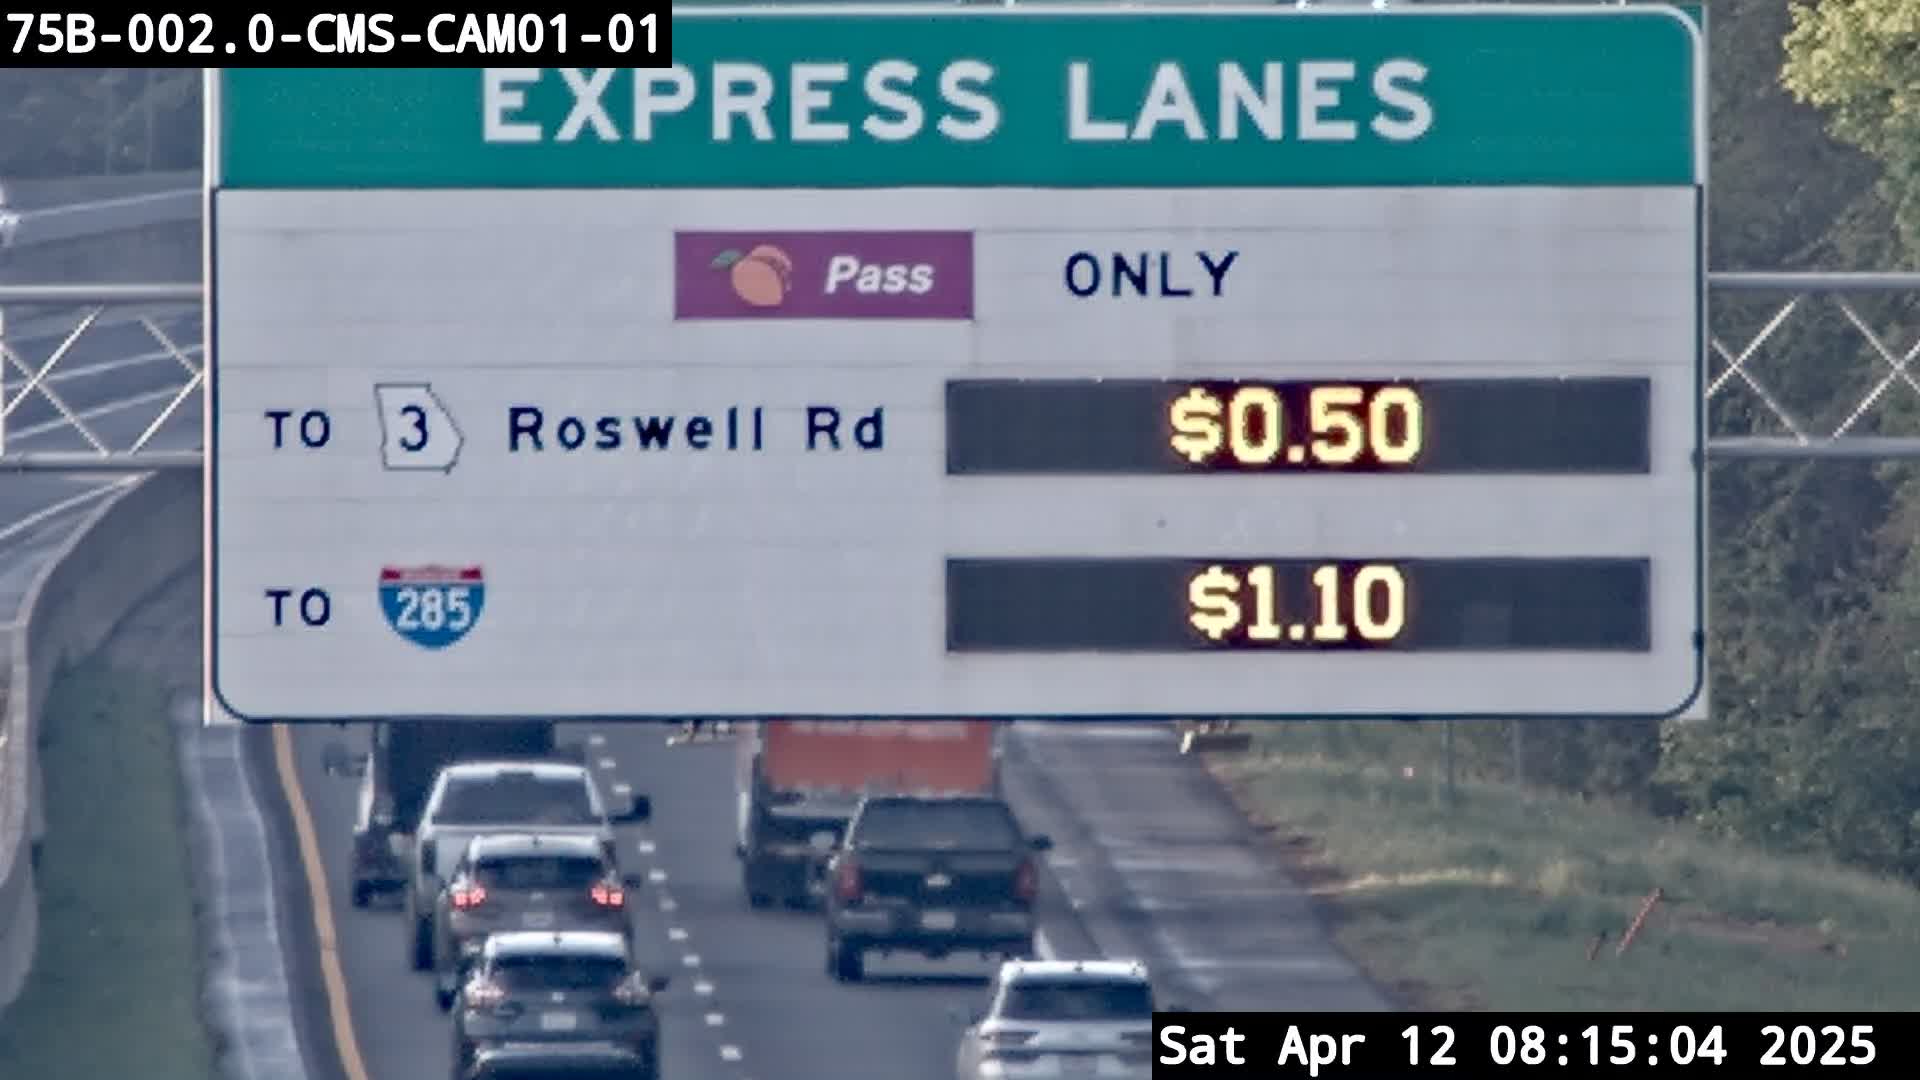 75B-002.0-CMS-CAM01-01
EXPRESS LANES
Pass ONLY
TO 3 Roswell Rd $0.50
TO 285 $1.10
Sat Apr 12 08:15:04 2025